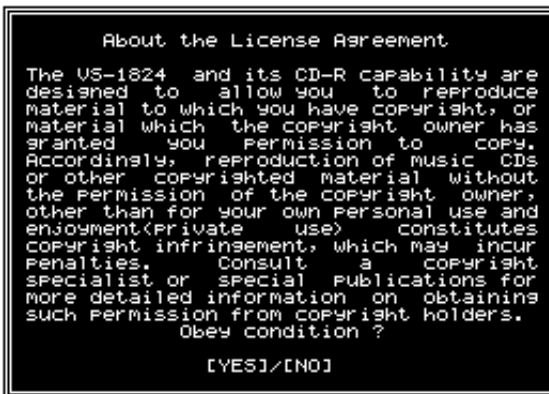 About the License Agreement
The VS-1824 and its CD-R capability are
designed to allow you to reproduce
material to which you have copyright, or
material which the copyright owner has
granted you permission to copy.
Accordingly, reproduction of music CDs
or other copyrighted material without
the permission of the copyright owner,
other than for your own personal use and
enjoyment(private use) constitutes
copyright infringement, which may incur
penalties. Consult a copyright
specialist or special publications for
more detailed information on obtaining
such permission from copyright holders.
Obey condition ?
[YES]/[NO]